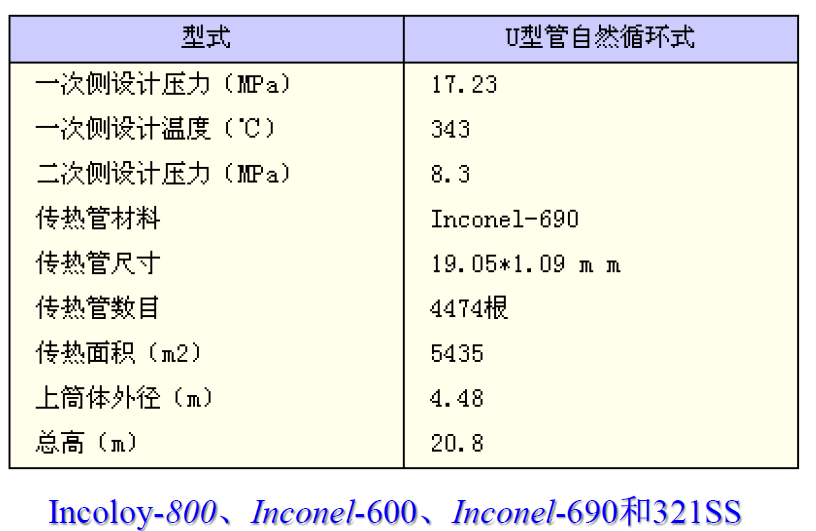 型式 U型管自然循环式
一次侧设计压力（MPa） 17.23
一次侧设计温度（℃） 343
二次侧设计压力（MPa） 8.3
传热管材料 Inconel-690
传热管尺寸 19.05*1.09 m m
传热管数目 4474根
传热面积（m2） 5435
上筒体外径（m） 4.48
总高（m） 20.8
Incoloy-800、Inconel-600、Inconel-690和321SS